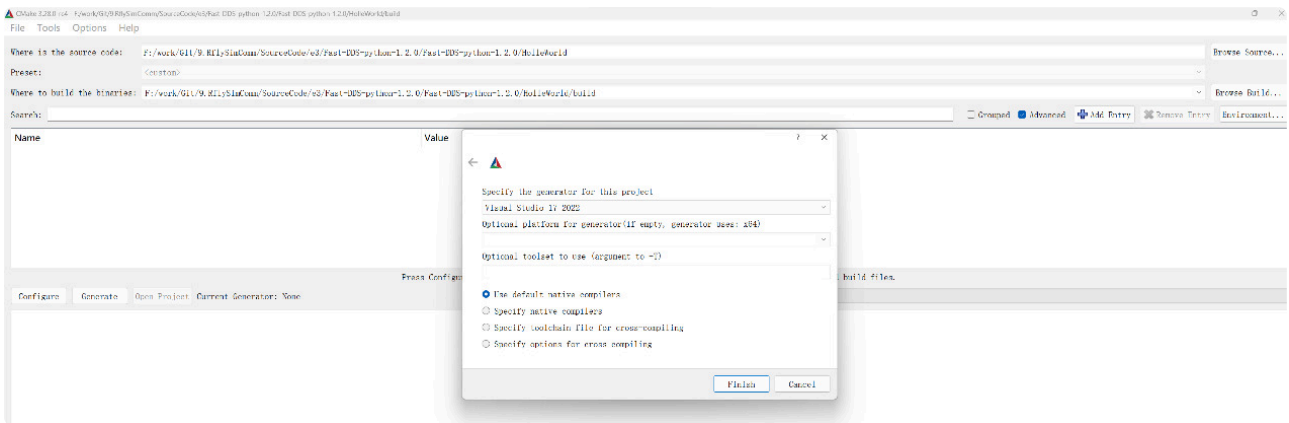 CMake 3.28.0-rc4 - F:/work/Git/9.RflySimComm/SourceCode/e3/Fast-DDS-python-1.2.0/Fast-DDS-python-1.2.0/HolleWorld/build
File Tools Options Help
Where is the source code: F:/work/Git/9.RflySimComm/SourceCode/e3/Fast-DDS-python-1.2.0/Fast-DDS-python-1.2.0/HolleWorld Browse Source...
Preset: <custom>
Where to build the binaries: F:/work/Git/9.RflySimComm/SourceCode/e3/Fast-DDS-python-1.2.0/Fast-DDS-python-1.2.0/HolleWorld/build Browse Build...
Search: Grouped Advanced Add Entry Remove Entry Environment...
Name Value
Specify the generator for this project
Visual Studio 17 2022
Optional platform for generator(if empty, generator uses: x64)
Optional toolset to use (argument to -T)
Press Configu build files.
Configure Generate Open Project Current Generator: None
Use default native compilers
Specify native compilers
Specify toolchain file for cross-compiling
Specify options for cross compiling
Finish Cancel